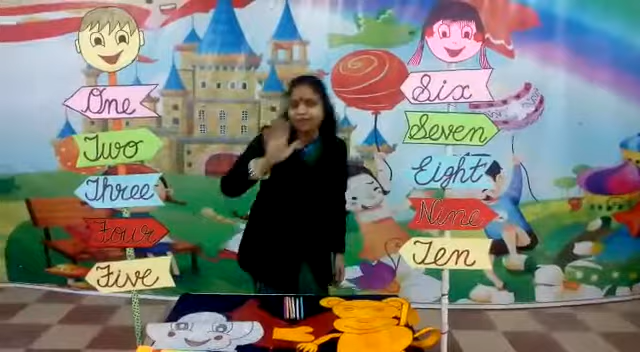 One
Two
Three
Four
Five
Six
Seven
Eight
Nine
Ten